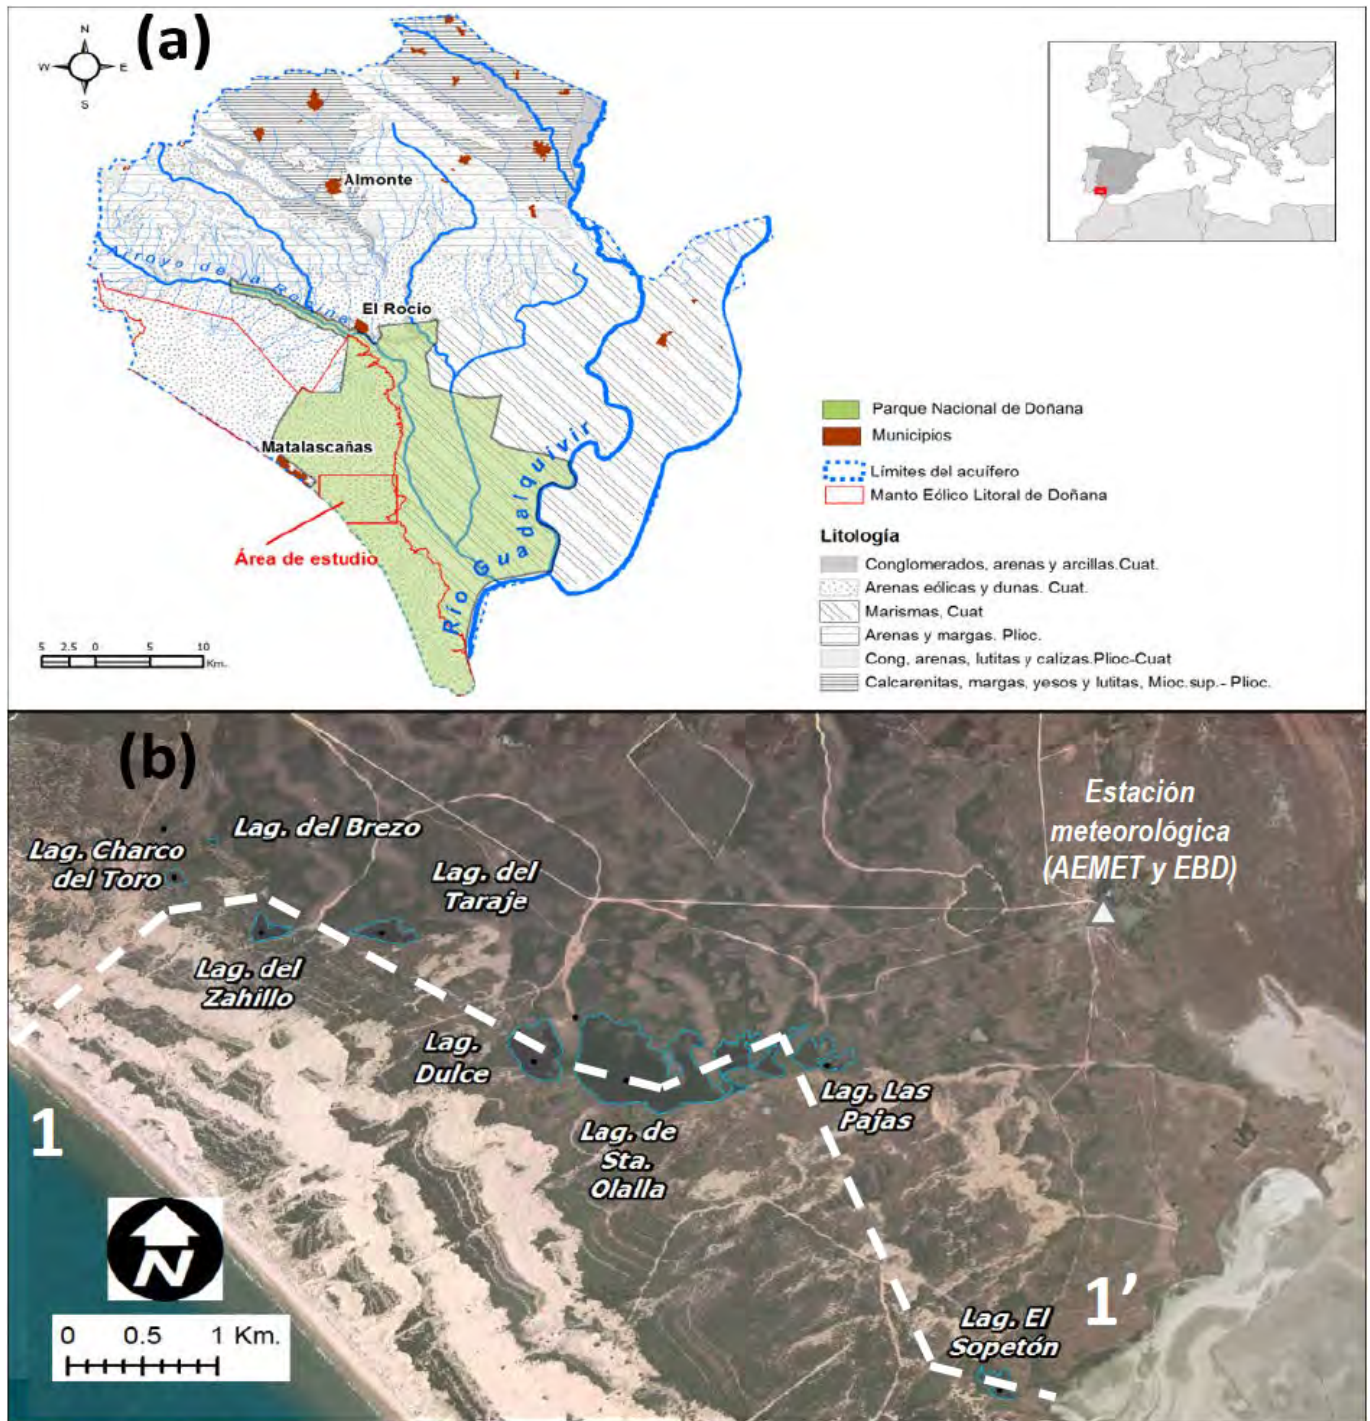 (a)
N
W
E
S
Almonte
Arroyo de la Rocina
El Rocío
Matalascañas
Área de estudio
Río Guadalquivir
5 2.5 0 5 10
Km.
Parque Nacional de Doñana
Municipios
Límites del acuífero
Manto Eólico Litoral de Doñana
Litología
Conglomerados, arenas y arcillas.Cuat.
Arenas eólicas y dunas. Cuat.
Marismas, Cuat
Arenas y margas. Plioc.
Cong, arenas, lutitas y calizas.Plioc-Cuat
Calcarenitas, margas, yesos y lutitas, Mioc.sup.- Plioc.
(b)
Estación
meteorológica
(AEMET y EBD)
Lag. del Brezo
Lag. Charco
del Toro
Lag. del
Taraje
Lag. del
Zahillo
Lag.
Dulce
Lag. Las
Pajas
Lag. de
Sta.
Olalla
1
1’
Lag. El
Sopetón
N
0 0.5 1 Km.